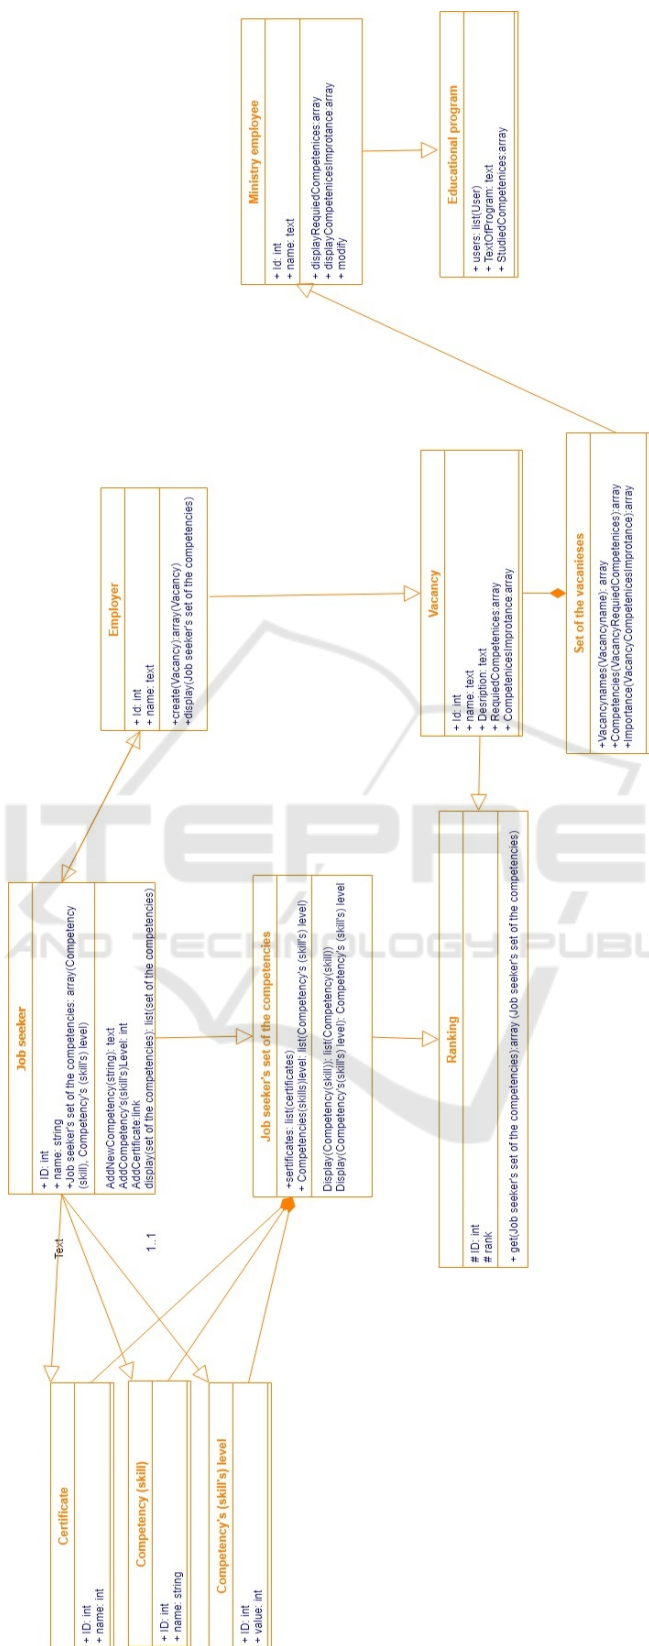 Certificate
+ ID: int
+ name: int
Competency (skill)
+ ID: int
+ name: string
Competency's (skill's) level
+ ID: int
+ value: int
Text
1..1
Job seeker
+ ID: int
+ name: string
+Job seeker's set of the competencies: array(Competency
(skill), Competency's (skill's) level)
AddNewCompetency(string): text
AddCompetency's(skill's)Level: int
AddCertificate:link
display(set of the competencies): list(set of the competencies)
Job seeker's set of the competencies
+sertificates: list(certificates)
+ Competencies(skills)level: list(Competency's (skill's) level)
Display(Competency(skill)): list(Competency(skill))
Display(Competency's(skill's) level): Competency's (skill's) level
Ranking
# ID: int
# rank
+ get(Job seeker's set of the competencies):array (Job seeker's set of the competencies)
Employer
+ Id: int
+ name: text
+create(Vacancy):array(Vacancy)
+display(Job seeker's set of the competencies)
Vacancy
+ Id: int
+ name: text
+ Desription: text
+ RequiedCompetenices:array
+ CompetenicesImprotance:array
Set of the vacanieses
+Vacancynames(Vacancyname): array
+Competencies(VacancyRequiedCompetenices):array
+Importance(VacancyCompetenicesImprotance):array
Ministry employee
+ Id: int
+ name: text
+ displayRequiedCompetenices:array
+ displayCompetenicesImprotance:array
+ modify
Educational program
+ users: list(User)
+ TextOfProgram: text
+ StudiedCompetenices:array
ITEPRE
AND TECHNOLOGY PUBL